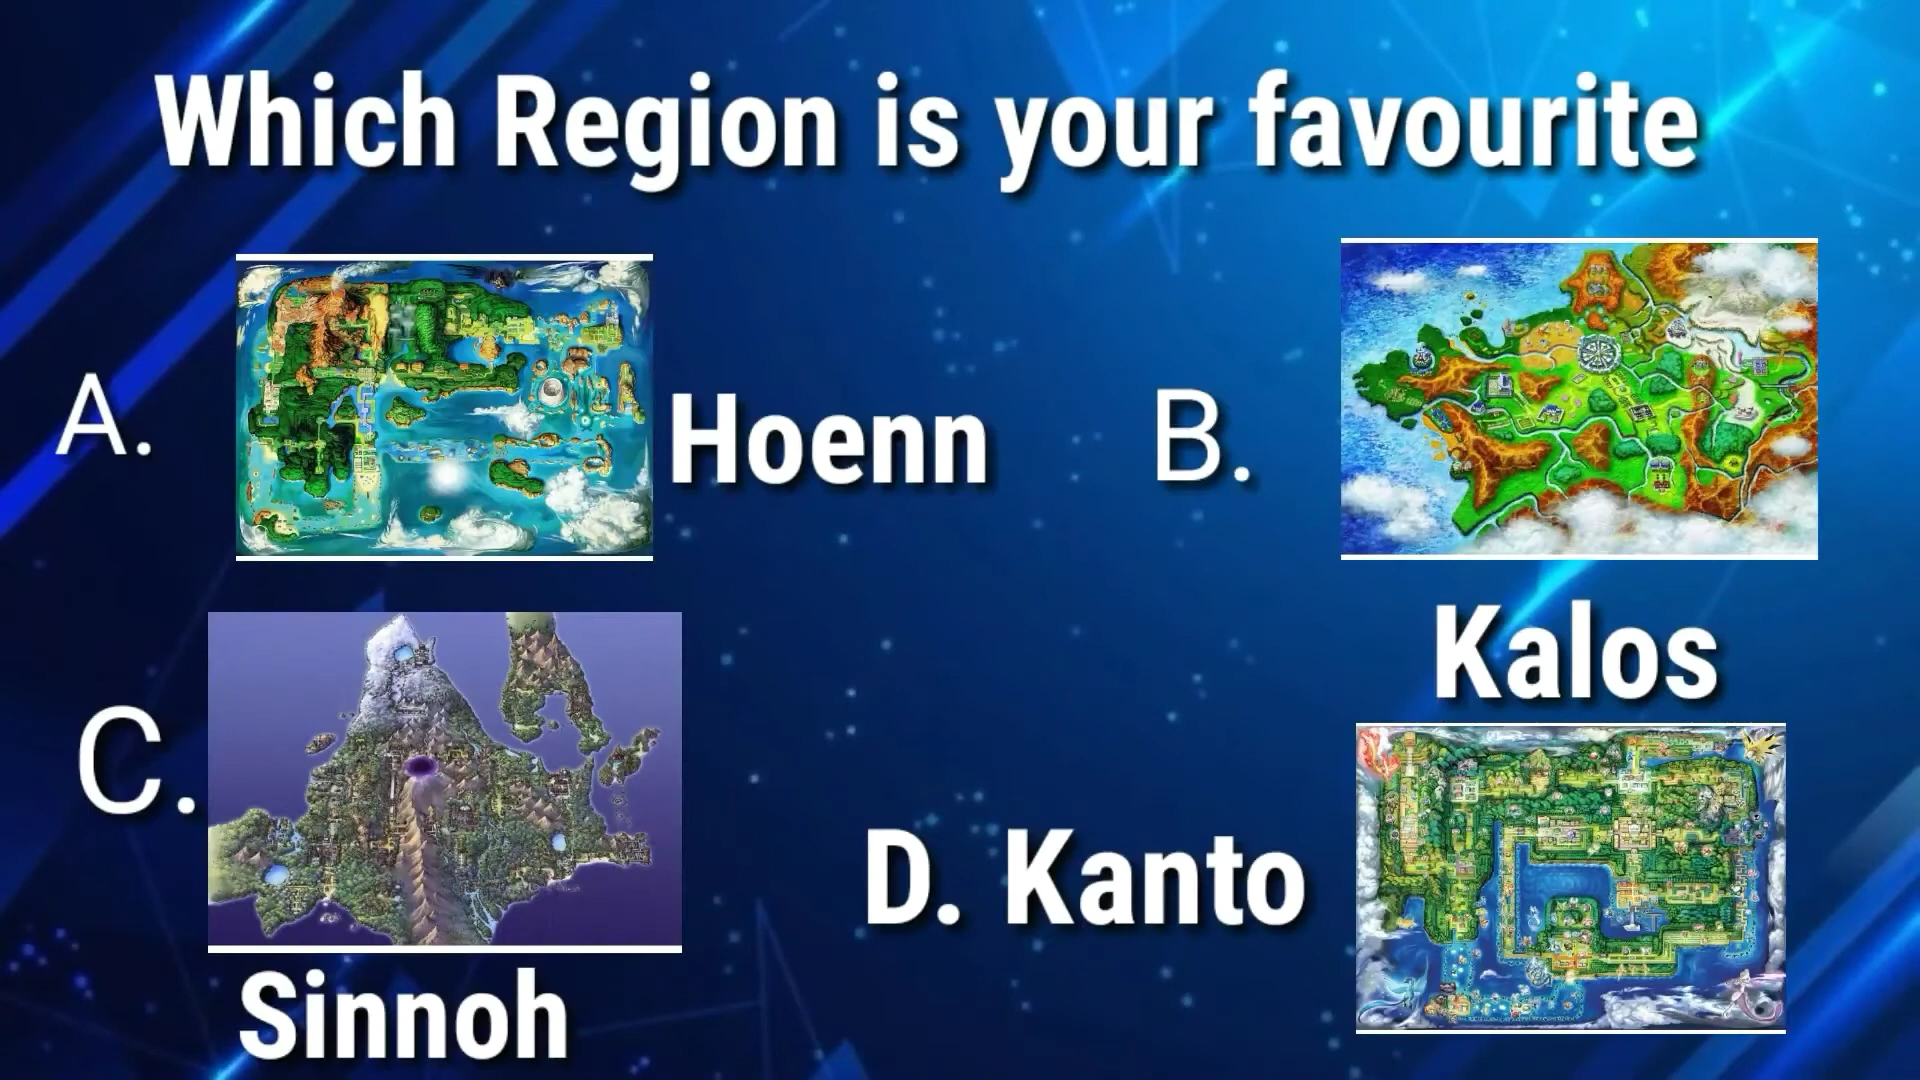 Which Region is your favourite
A.
Hoenn
B.
Kalos
C.
Sinnoh
D. Kanto